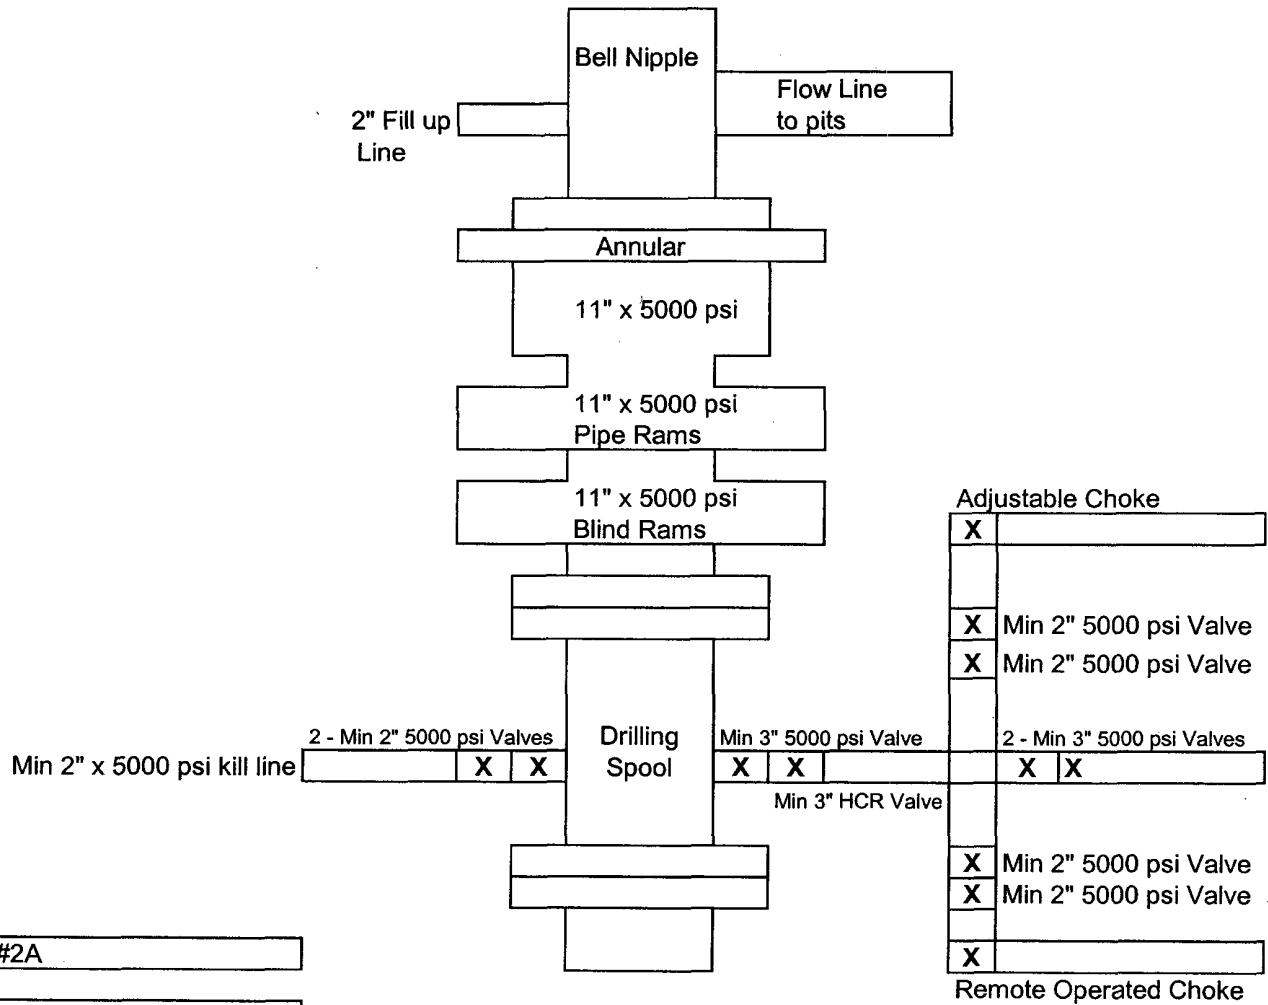 Bell Nipple
Flow Line
to pits
2" Fill up
Line
Annular
11" x 5000 psi
11" x 5000 psi
Pipe Rams
11" x 5000 psi
Blind Rams
Adjustable Choke
X
X Min 2" 5000 psi Valve
X Min 2" 5000 psi Valve
2 - Min 2" 5000 psi Valves
Drilling
Spool
Min 3" 5000 psi Valve
2 - Min 3" 5000 psi Valves
Min 2" x 5000 psi kill line
X X
X X
X X
Min 3" HCR Valve
X Min 2" 5000 psi Valve
X Min 2" 5000 psi Valve
#2A
X
Remote Operated Choke